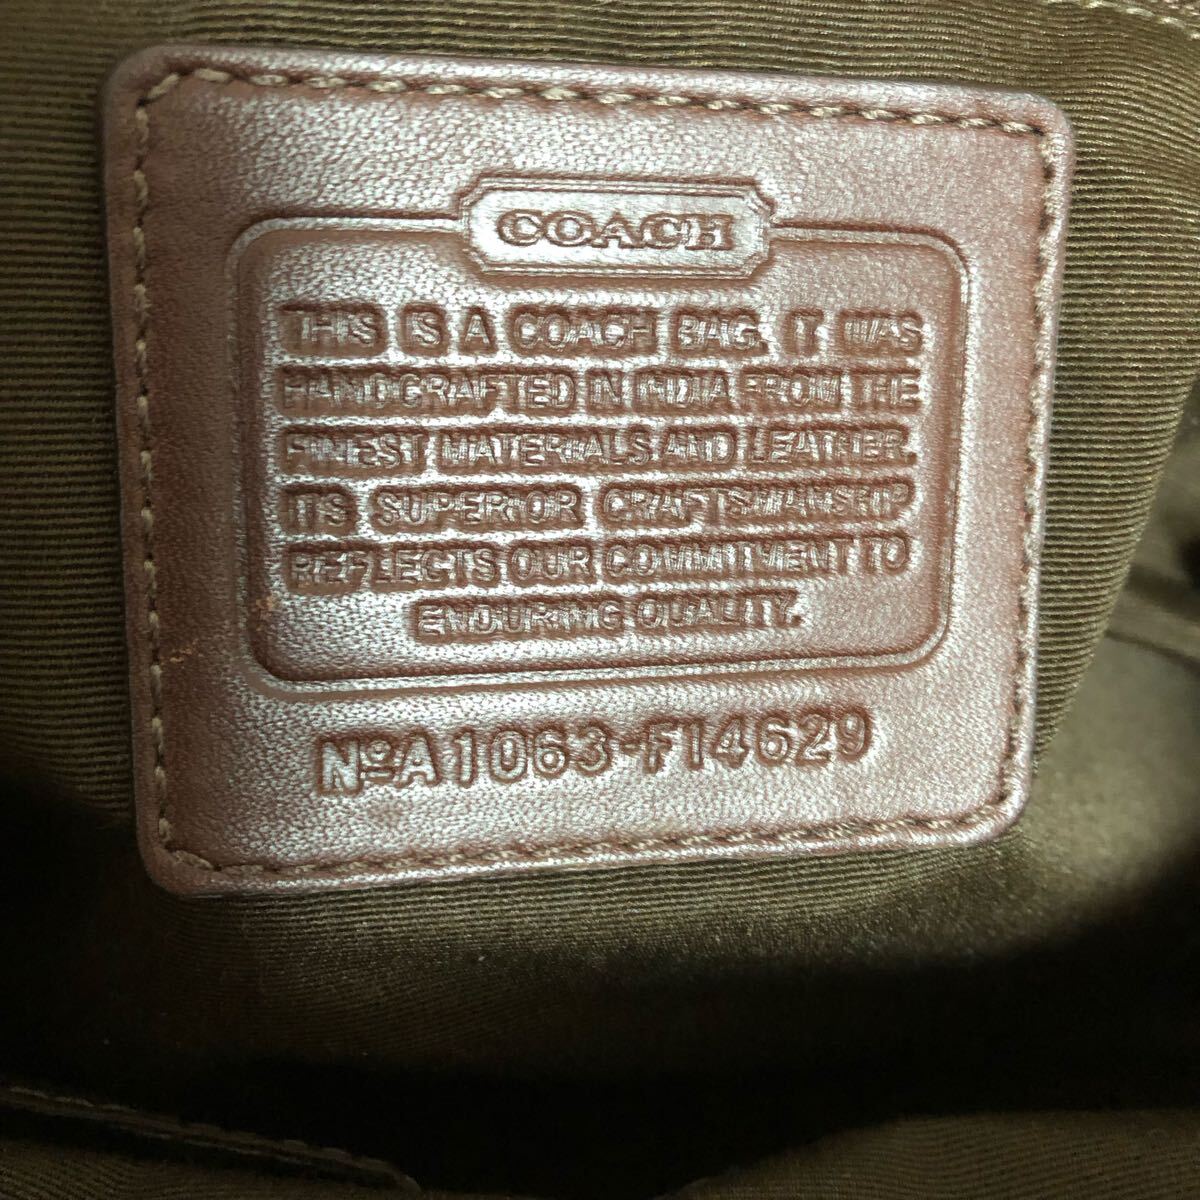 COACH
THIS IS A COACH BAG. IT WAS
HANDCRAFTED IN INDIA FROM THE
FINEST MATERIALS AND LEATHER.
ITS SUPERIOR CRAFTSMANSHIP
REFLECTS OUR COMMITMENT TO
ENDURING QUALITY.
NºA1063-F14629